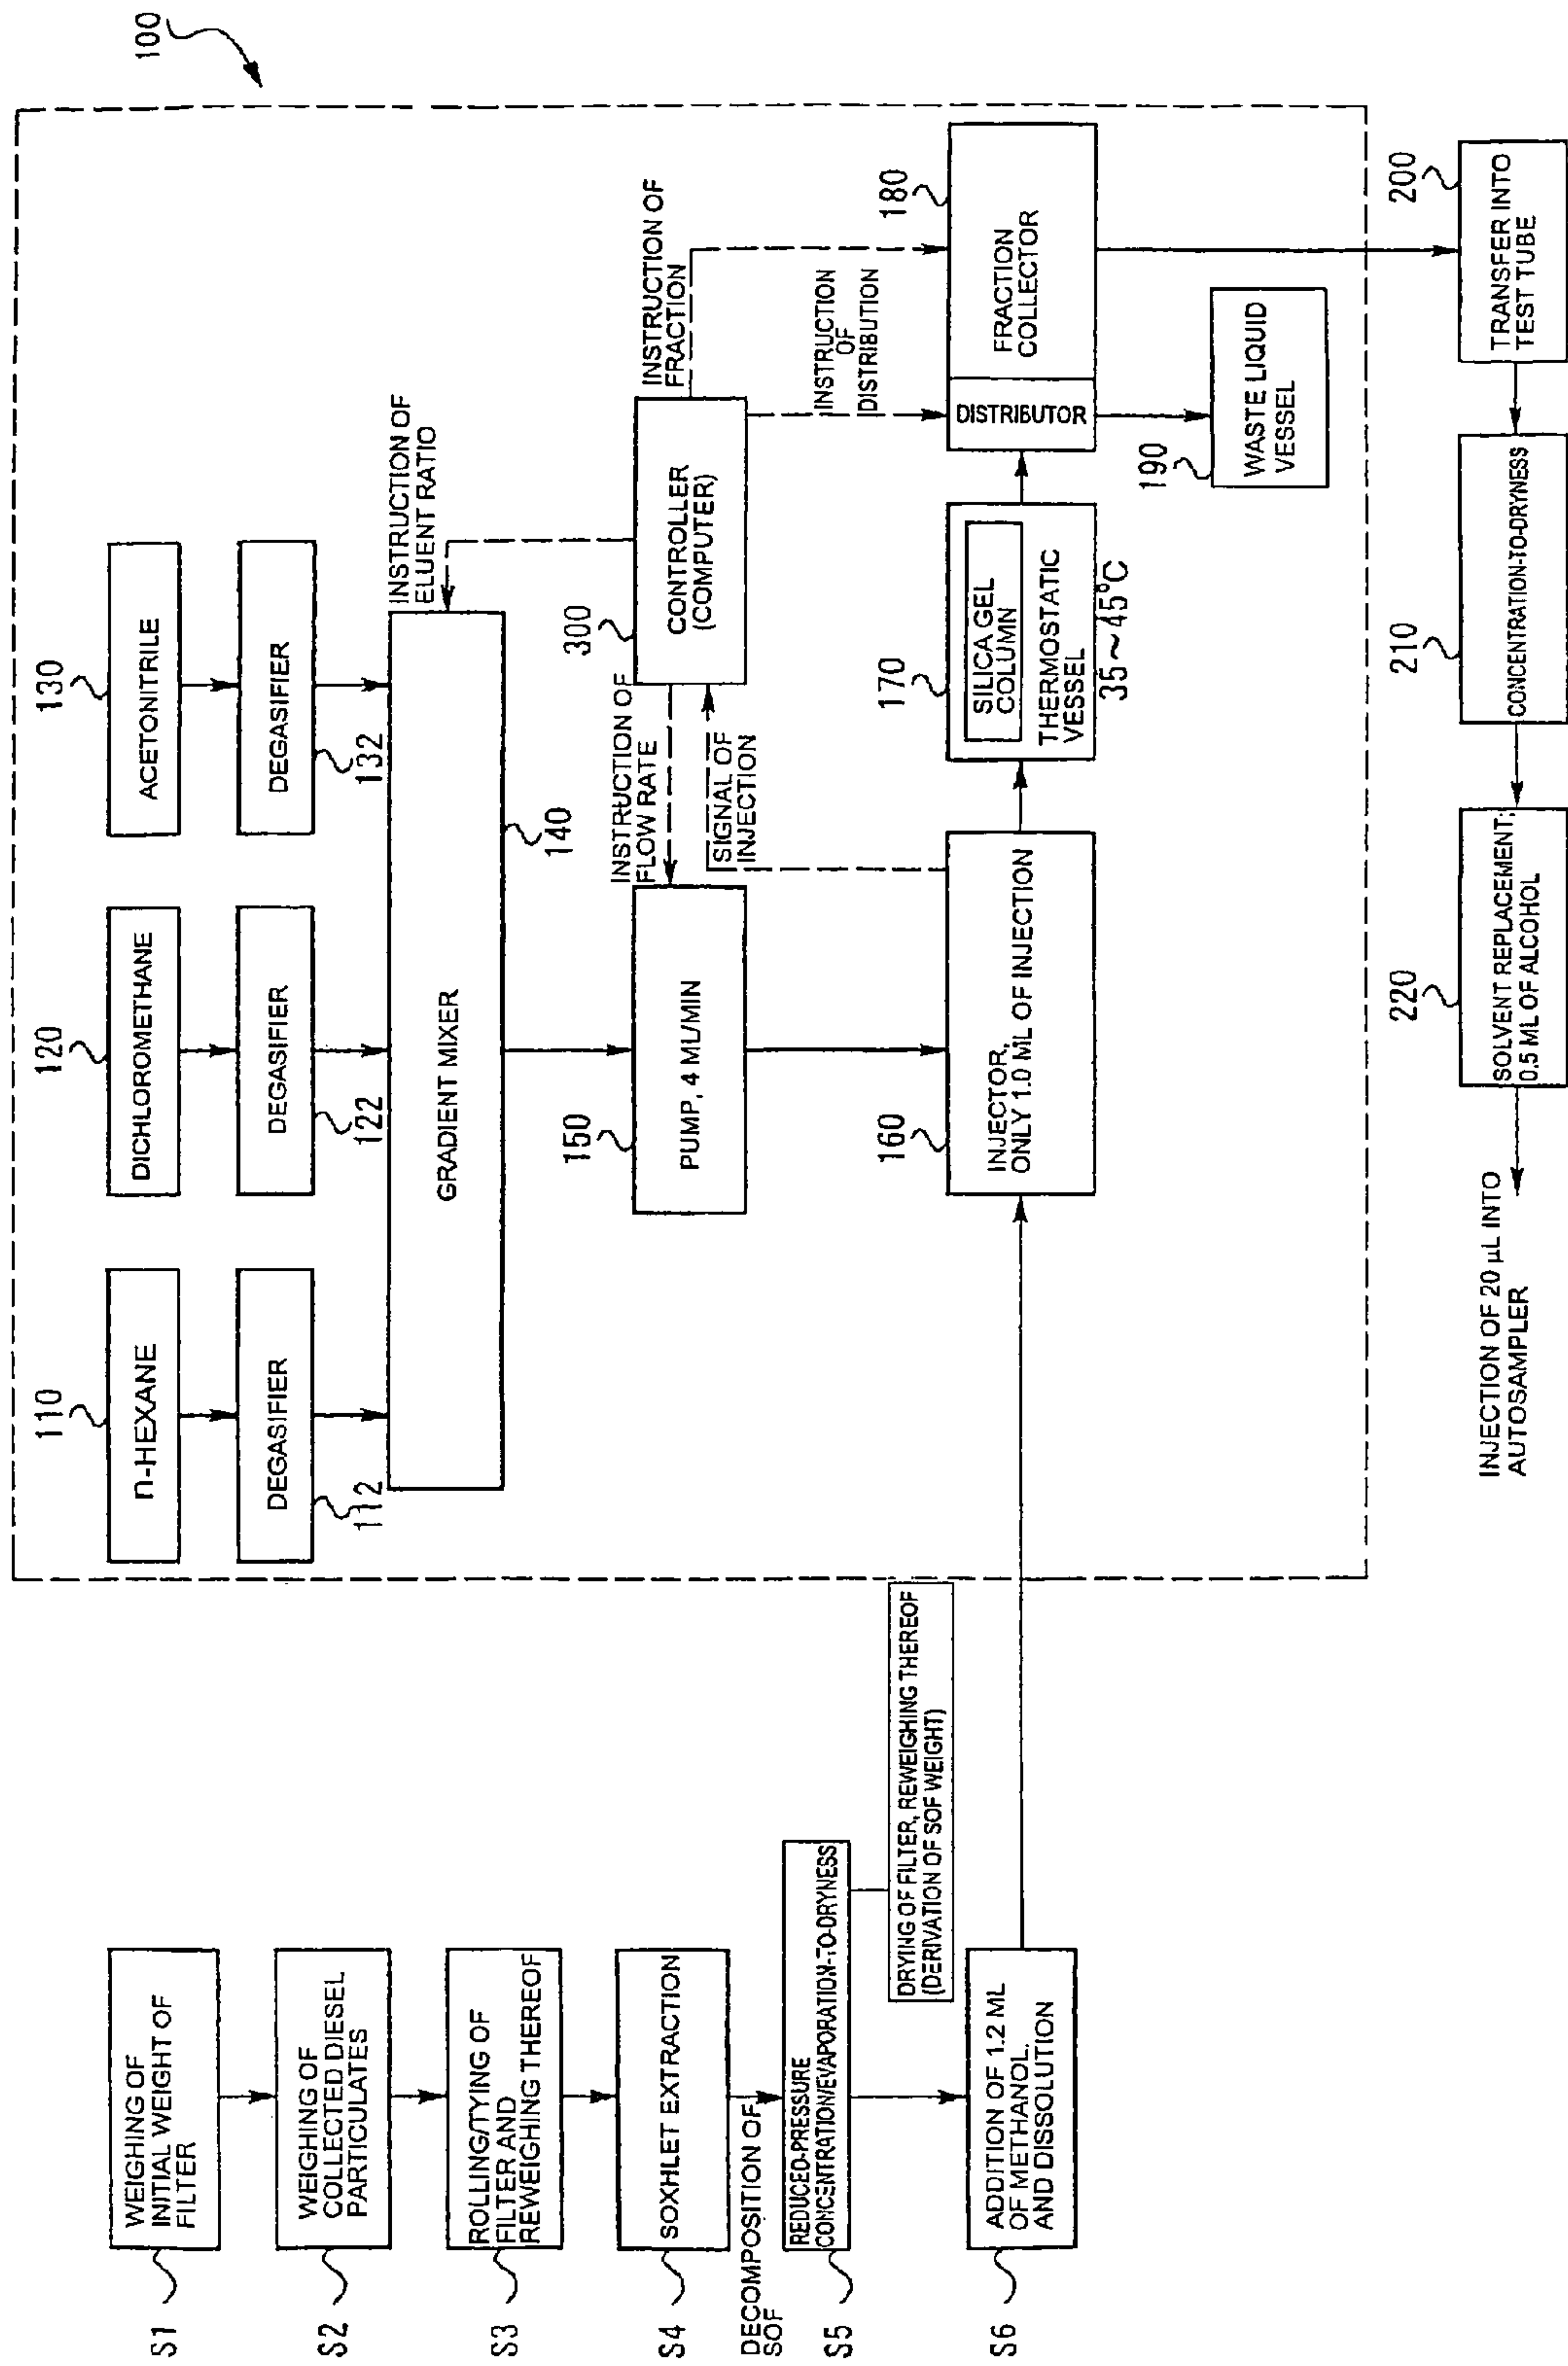 S1
WEIGHING OF
INITIAL WEIGHT OF
FILTER
S2
WEIGHING OF
COLLECTED DIESEL
PARTICULATES
S3
ROLLING/TYING OF
FILTER AND
REWEIGHING THEREOF
S4
SOXHLET EXTRACTION
DECOMPOSITION OF
SOF
S5
REDUCED-PRESSURE
CONCENTRATION/EVAPORATION-TO-DRYNESS
DRYING OF FILTER, REWEIGHING THEREOF
(DERIVATION OF SOF WEIGHT)
S6
ADDITION OF 1.2 ML
OF METHANOL,
AND DISSOLUTION
100
110
n-HEXANE
DEGASIFIER
112
120
DICHLOROMETHANE
DEGASIFIER
122
130
ACETONITRILE
DEGASIFIER
132
GRADIENT MIXER
140
INSTRUCTION OF
ELUENT RATIO
150
PUMP, 4 ML/MIN
INSTRUCTION OF
FLOW RATE
SIGNAL OF
INJECTION
300
CONTROLLER
(COMPUTER)
INSTRUCTION OF
FRACTION
INSTRUCTION
OF
DISTRIBUTION
160
INJECTOR,
ONLY 1.0 ML OF INJECTION
170
SILICA GEL
COLUMN
THERMOSTATIC
VESSEL
35~45°C
180
DISTRIBUTOR
FRACTION
COLLECTOR
190
WASTE LIQUID
VESSEL
200
TRANSFER INTO
TEST TUBE
210
CONCENTRATION-TO-DRYNESS
220
SOLVENT REPLACEMENT;
0.5 ML OF ALCOHOL
INJECTION OF 20 μL INTO
AUTOSAMPLER